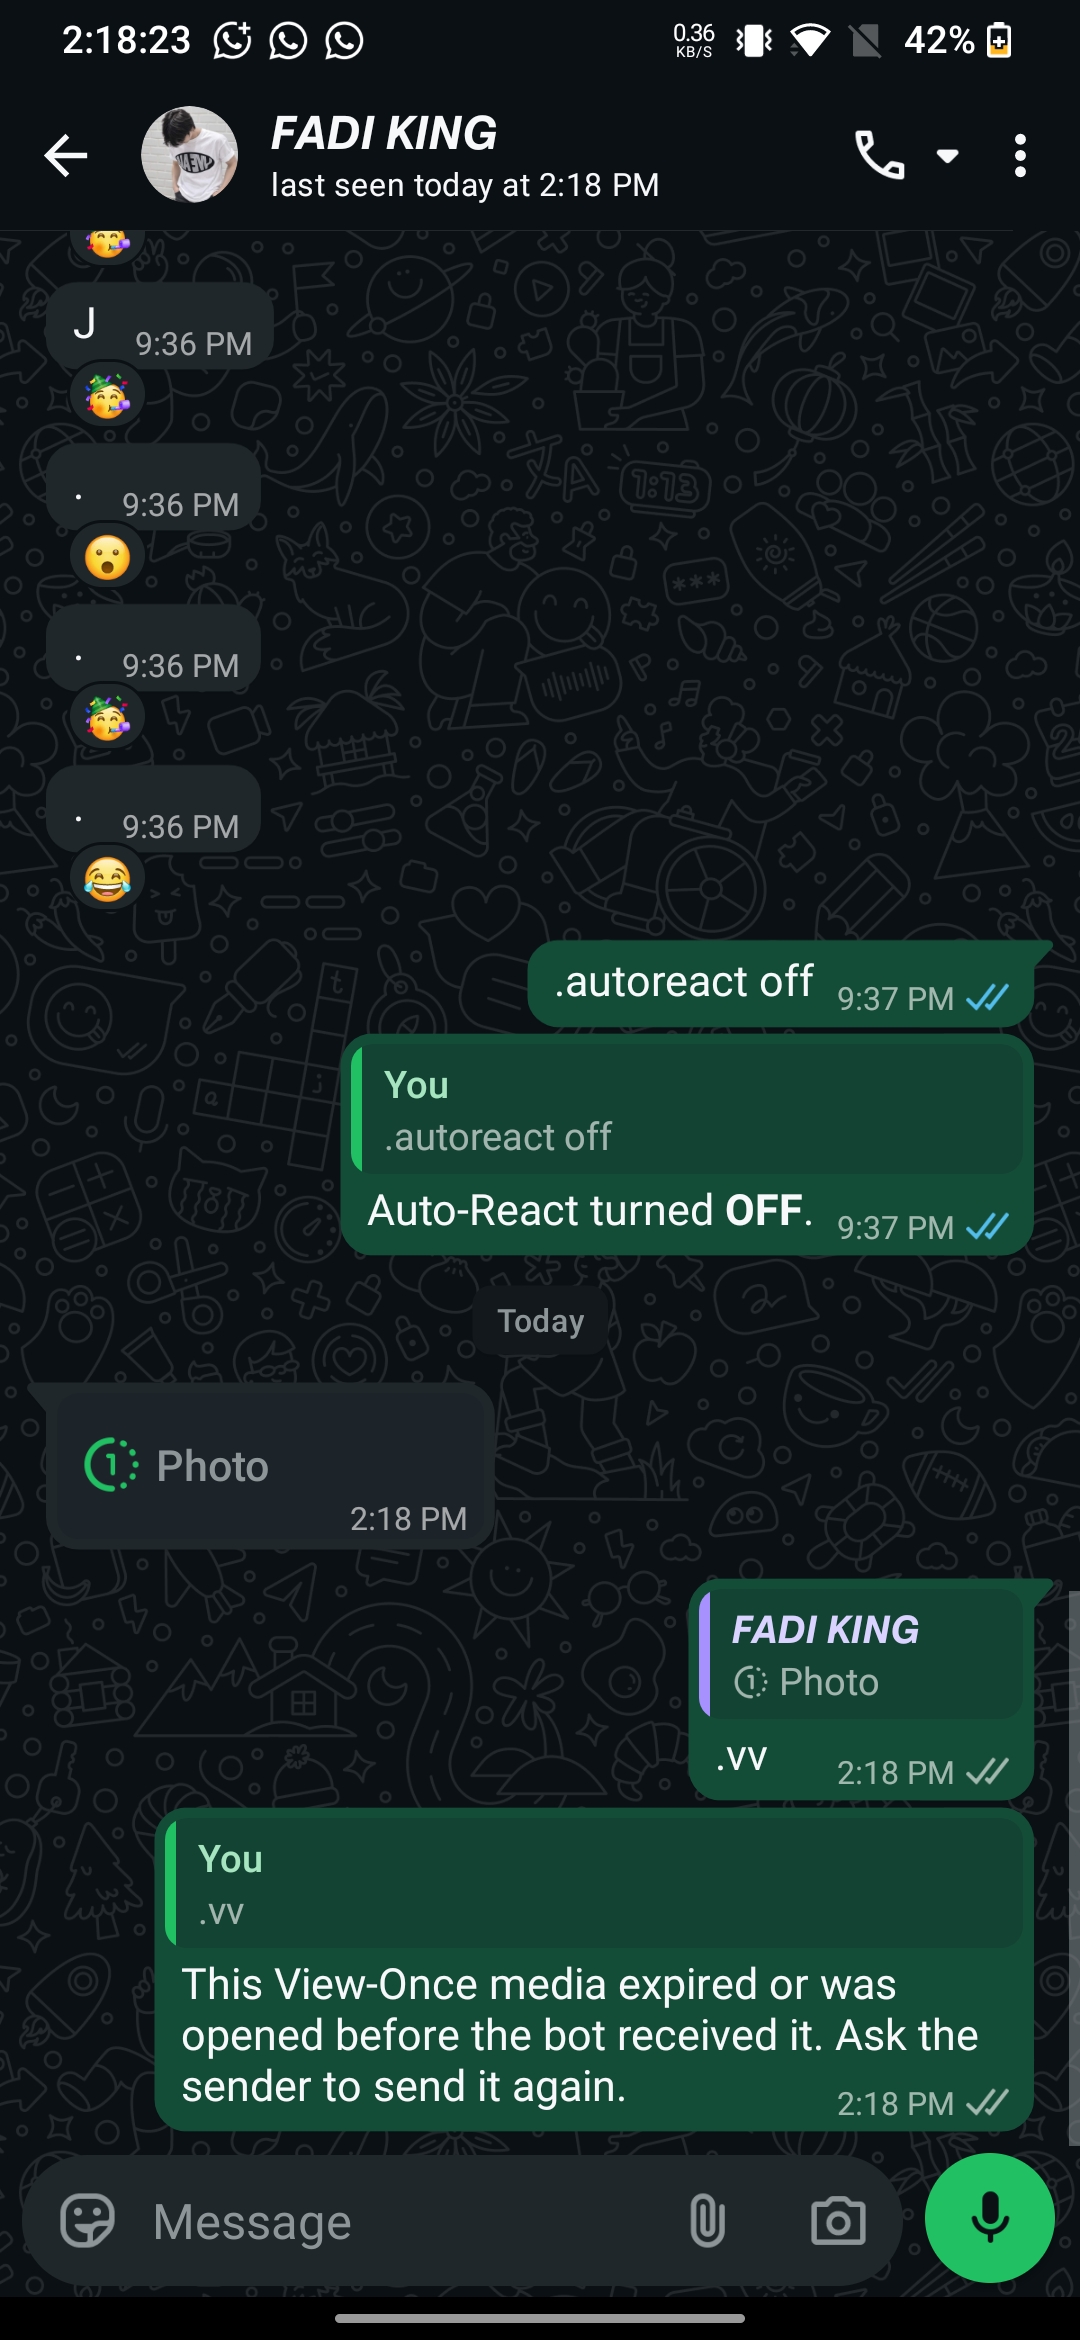 2:18:23
0.36
KB/S
42%
FADI KING
last seen today at 2:18 PM
J 9:36 PM
. 9:36 PM
. 9:36 PM
. 9:36 PM
.autoreact off 9:37 PM
You
.autoreact off
Auto-React turned OFF. 9:37 PM
Today
1 Photo
2:18 PM
FADI KING
1 Photo
.vv 2:18 PM
You
.vv
This View-Once media expired or was
opened before the bot received it. Ask the
sender to send it again.
2:18 PM
Message